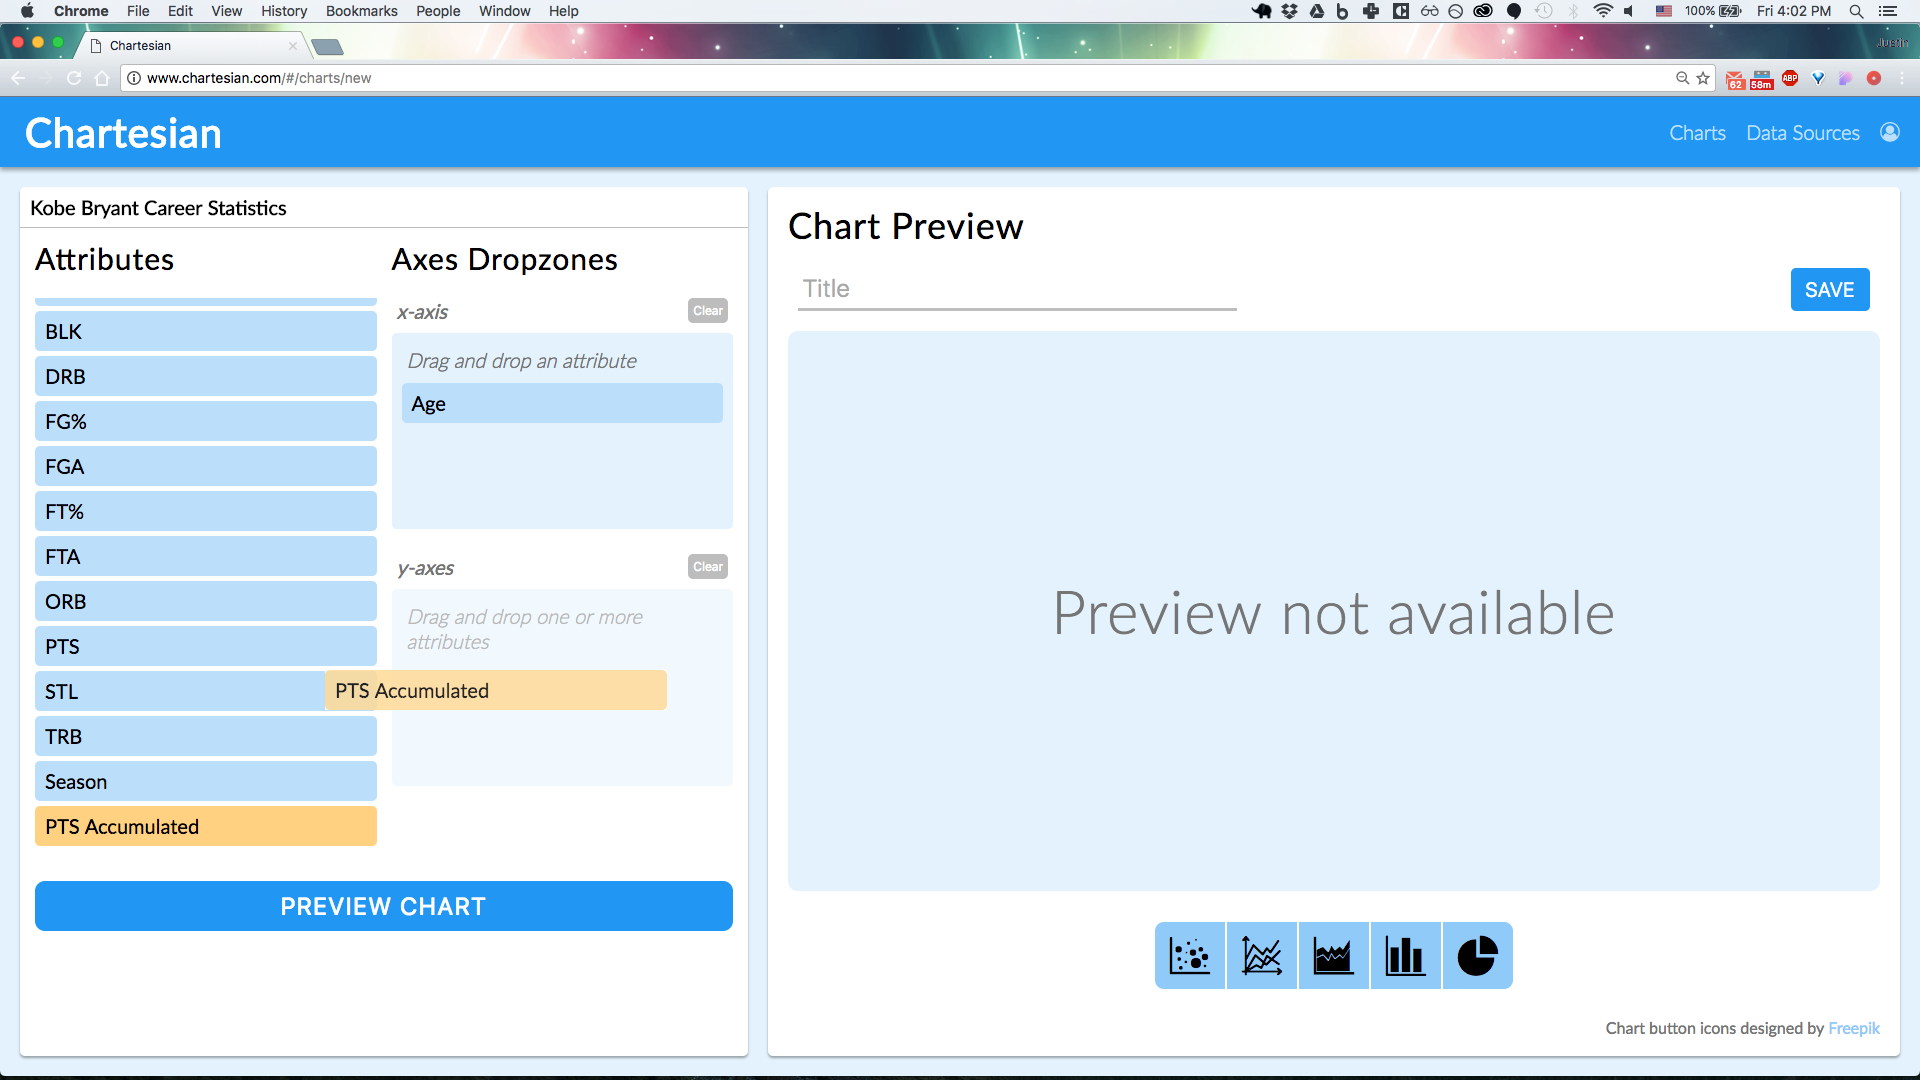 Chrome File Edit View History Bookmarks People Window Help 100% Fri 4:02 PM
Chartesian Justin
www.chartesian.com/#/charts/new 62 58m ABP
Chartesian Charts Data Sources
Kobe Bryant Career Statistics
Attributes
BLK
DRB
FG%
FGA
FT%
FTA
ORB
PTS
STL
TRB
Season
PTS Accumulated
Axes Dropzones
x-axis Clear
Drag and drop an attribute
Age
y-axes Clear
Drag and drop one or more
attributes
PTS Accumulated
PREVIEW CHART
Chart Preview
Title SAVE
Preview not available
Chart button icons designed by Freepik